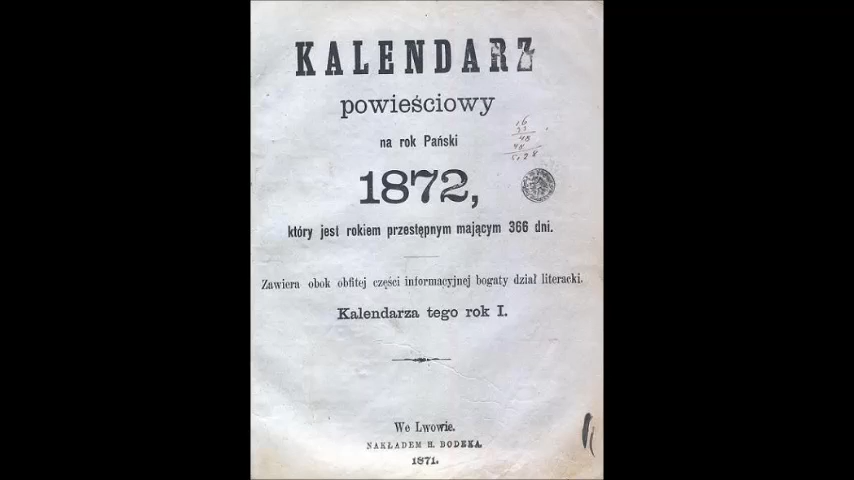 KALENDARZ
powieściowy
na rok Pański
1872,
który jest rokiem przestępnym mającym 366 dni.
Zawiera obok obfitej części informacyjnej bogaty dział literacki.
Kalendarza tego rok I.
We Lwowie.
NAKŁADEM H. BODEKA.
1871.